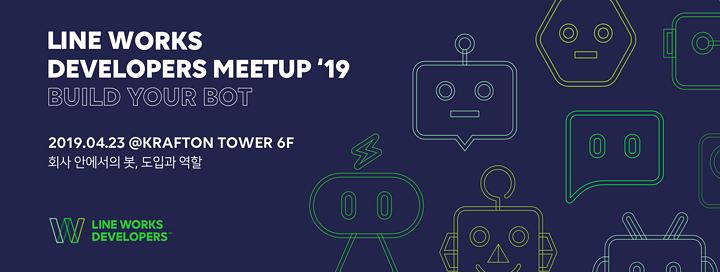 LINE WORKS
DEVELOPERS MEETUP ‘19
BUILD YOUR BOT
2019.04.23 @KRAFTON TOWER 6F
회사 안에서의 봇, 도입과 역할
LINE WORKS
DEVELOPERS™